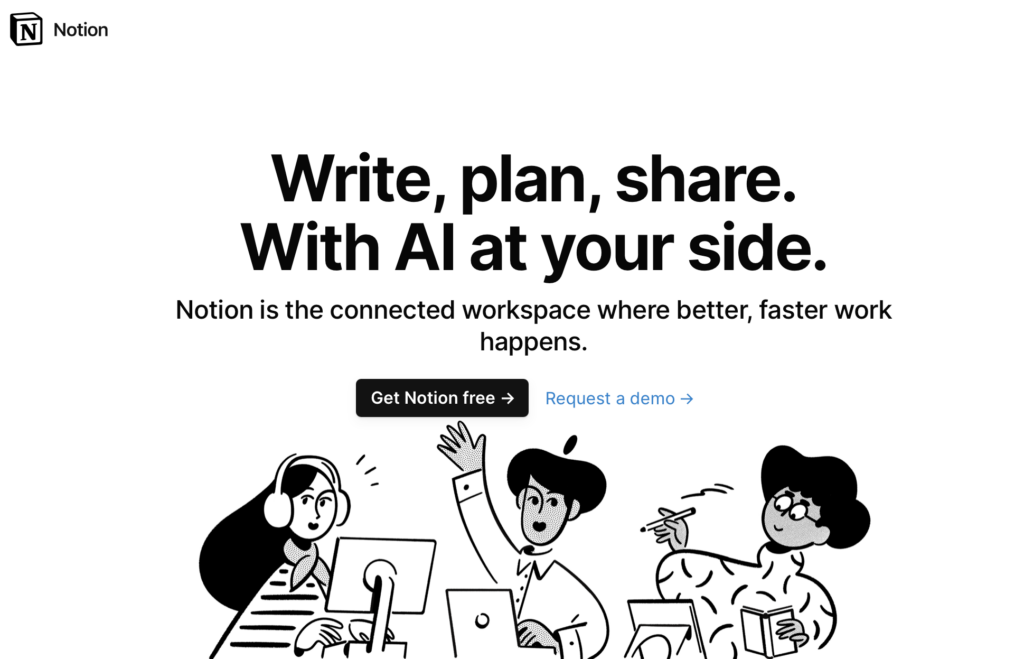 Notion
Write, plan, share.
With AI at your side.
Notion is the connected workspace where better, faster work
happens.
Get Notion free →
Request a demo →